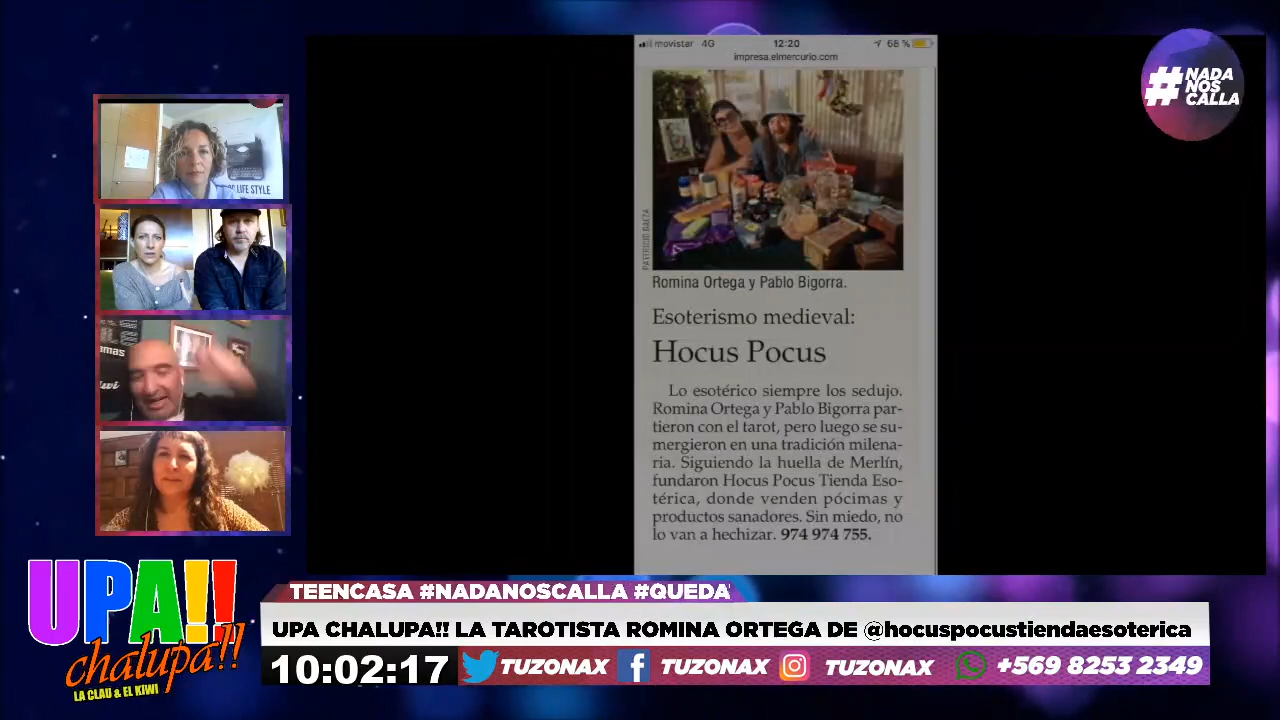 movistar 4G 12:20 68 %
impresa.elmercurio.com
#NADA
NOS
CALLA
LIFE STYLE
PATRICIO BAEZA
Romina Ortega y Pablo Bigorra.
Esoterismo medieval:
Hocus Pocus
Lo esotérico siempre los sedujo.
Romina Ortega y Pablo Bigorra par-
tieron con el tarot, pero luego se su-
mergieron en una tradición milena-
ria. Siguiendo la huella de Merlín,
fundaron Hocus Pocus Tienda Eso-
térica, donde venden pócimas y
productos sanadores. Sin miedo, no
lo van a hechizar. 974 974 755.
UPA!!
chalupa!!
LA CLAU & EL KIWI
TEENCASA #NADANOSCALLA #QUEDA
UPA CHALUPA!! LA TAROTISTA ROMINA ORTEGA DE @hocuspocustiendaesoterica
10:02:17 TUZONAX TUZONAX TUZONAX +569 8253 2349